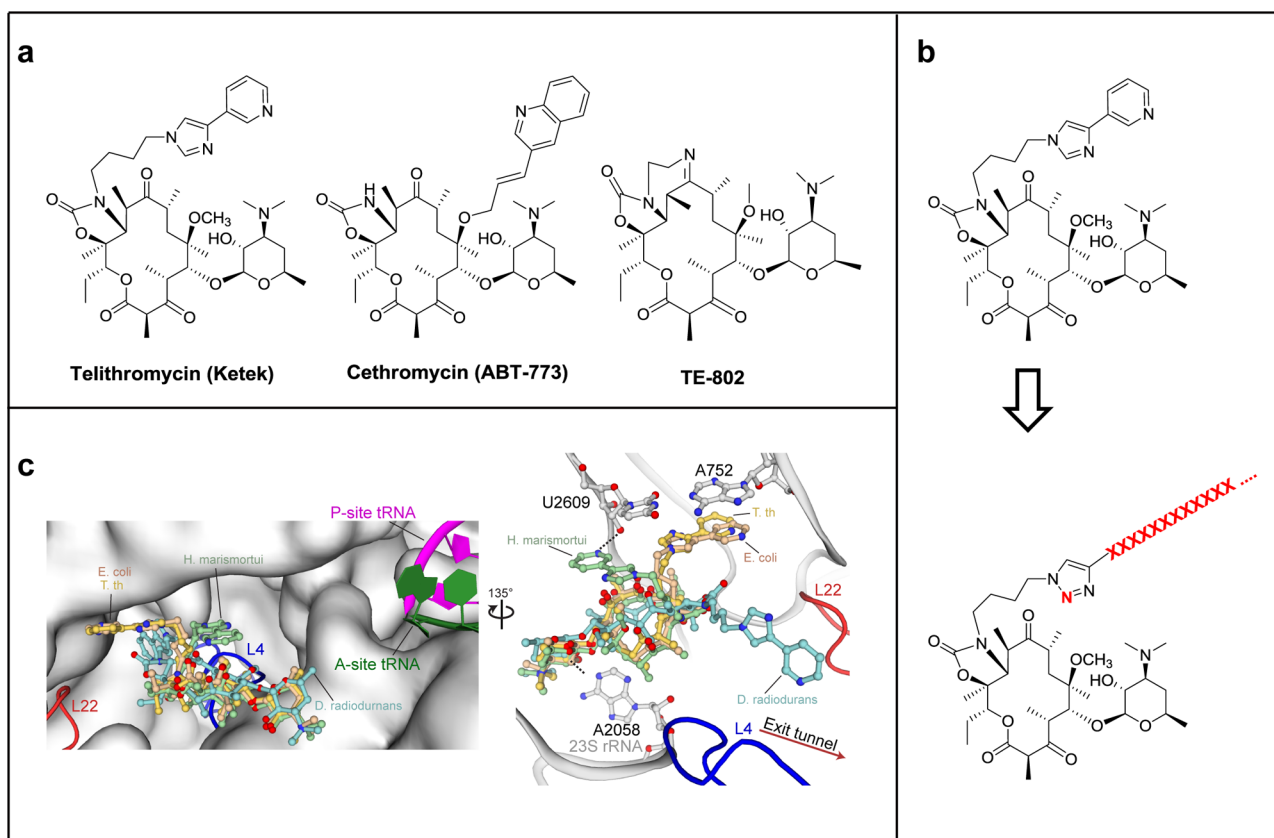 a
N
N
N
O
O
N
O
OCH₃
N
HO
O
O
O
O
O
Telithromycin (Ketek)
N
O
H
N
O
O
O
N
HO
O
O
O
O
O
Cethromycin (ABT-773)
N
O
N
O
O
N
HO
O
O
O
O
O
TE-802
b
N
N
N
O
O
N
O
OCH₃
N
HO
O
O
O
O
O
XXXXXXXXXXXX ....
N
N
N
O
O
N
O
OCH₃
N
HO
O
O
O
O
O
c
P-site tRNA
H. marismortui
E. coli
T. th
L4
A-site tRNA
L22
D. radiodurans
135°
A752
U2609
T. th
H. marismortui
E. coli
L22
D. radiodurans
A2058
23S rRNA
L4
Exit tunnel